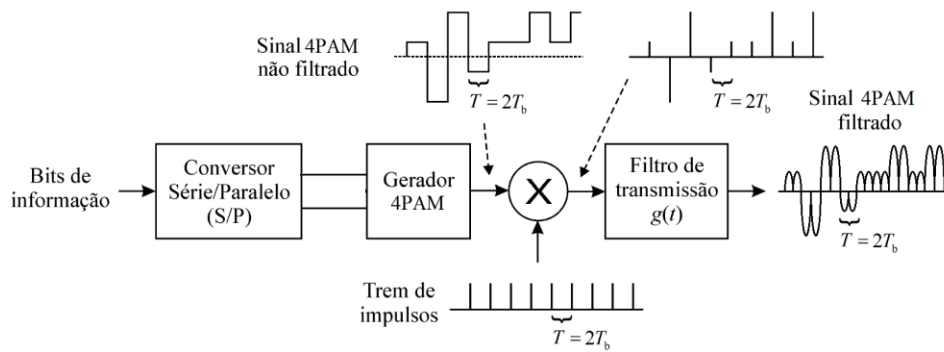 Sinal 4PAM
não filtrado
T = 2T_b
T = 2T_b
Sinal 4PAM
filtrado
Bits de
informação
Conversor
Série/Paralelo
(S/P)
Gerador
4PAM
X
Filtro de
transmissão
g(t)
T = 2T_b
Trem de
impulsos
T = 2T_b